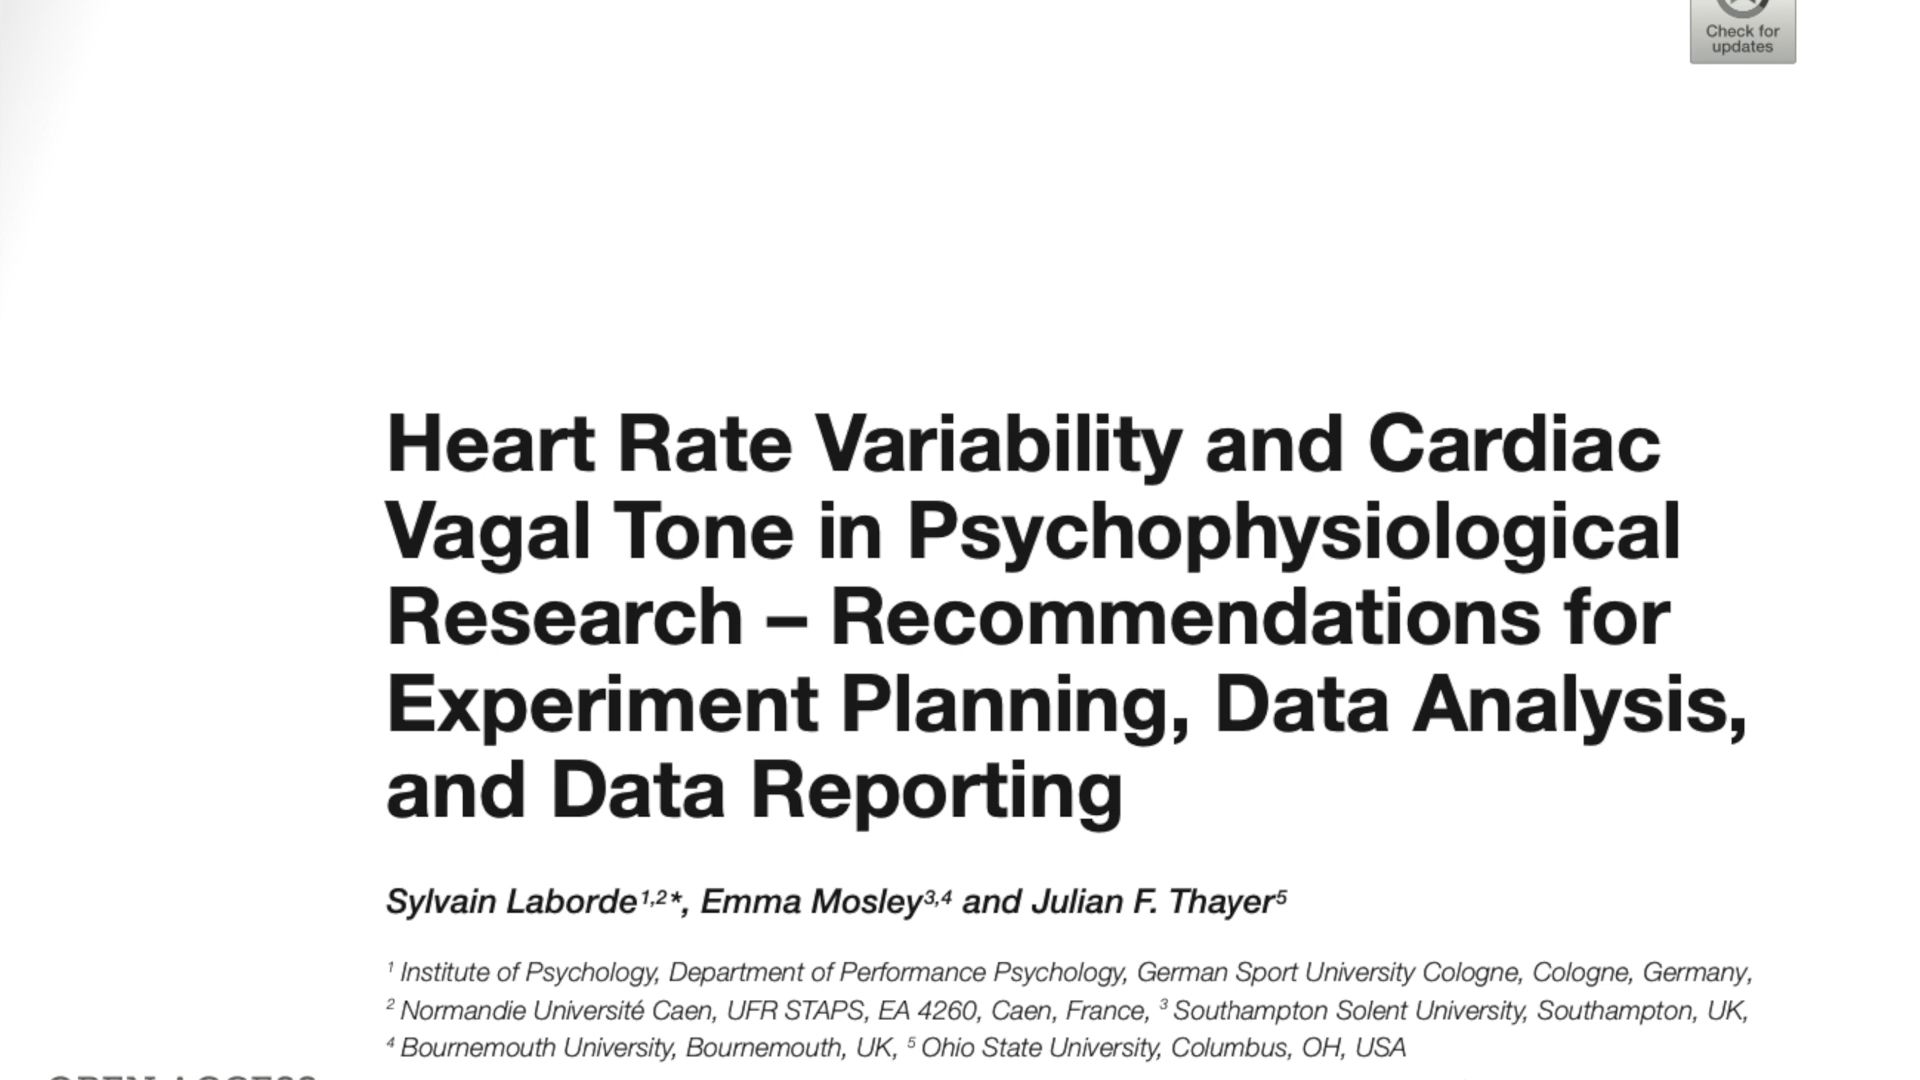 Check for
updates
Heart Rate Variability and Cardiac
Vagal Tone in Psychophysiological
Research – Recommendations for
Experiment Planning, Data Analysis,
and Data Reporting
Sylvain Laborde1,2*, Emma Mosley3,4 and Julian F. Thayer5
1 Institute of Psychology, Department of Performance Psychology, German Sport University Cologne, Cologne, Germany,
2 Normandie Université Caen, UFR STAPS, EA 4260, Caen, France, 3 Southampton Solent University, Southampton, UK,
4 Bournemouth University, Bournemouth, UK, 5 Ohio State University, Columbus, OH, USA
OPEN ACCESS